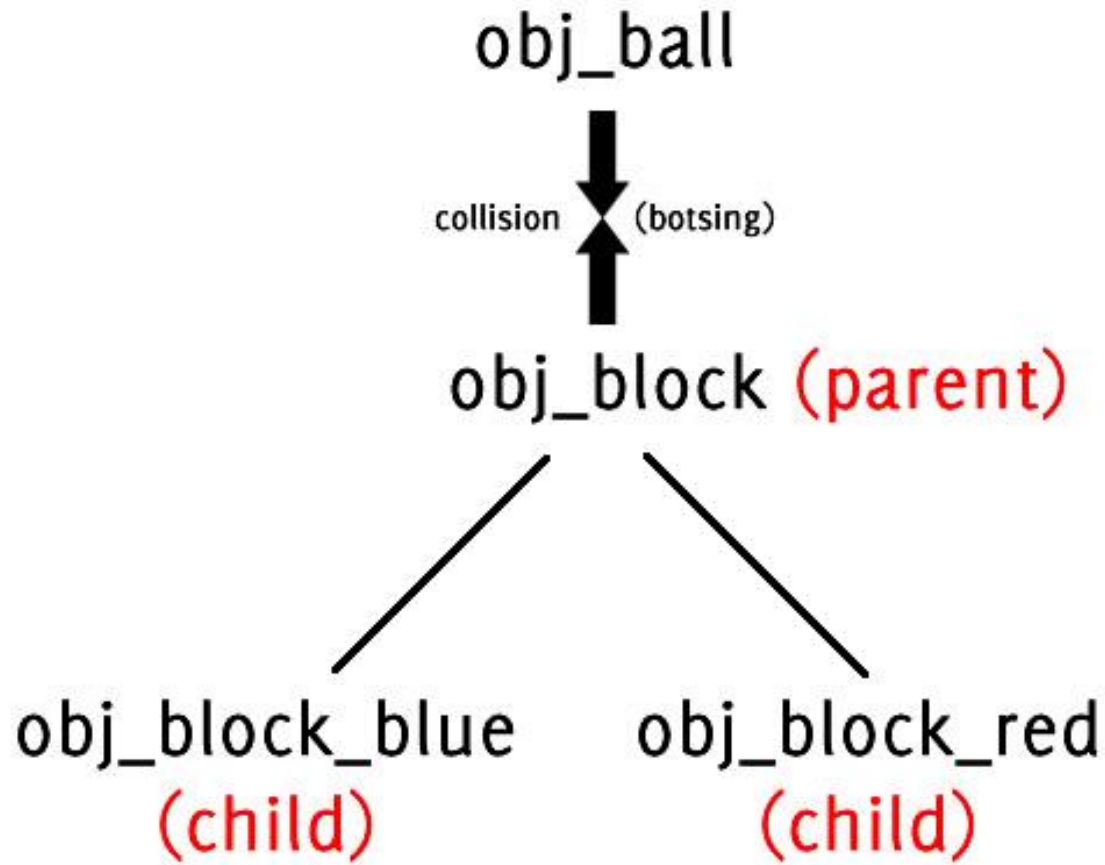 obj_ball
collision (botsing)
obj_block (parent)
obj_block_blue obj_block_red
(child) (child)